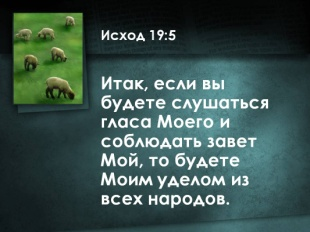 Исход 19:5
Итак, если вы
будете слушаться
гласа Моего и
соблюдать завет
Мой, то будете
Моим уделом из
всех народов.